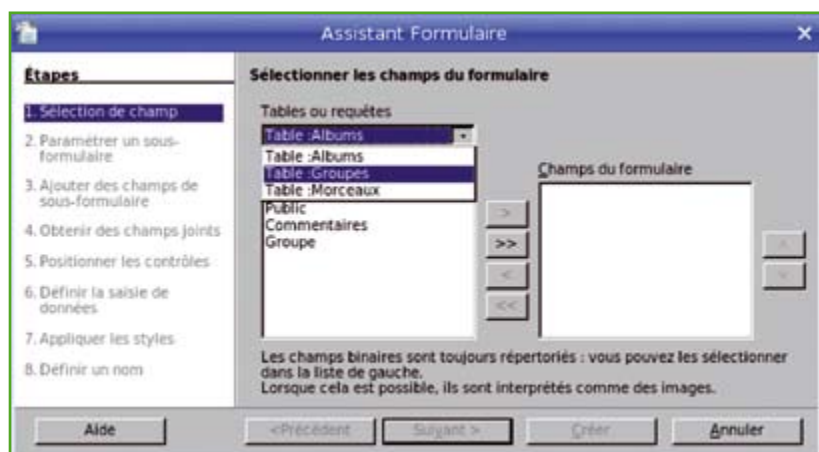 Assistant Formulaire
Étapes
1. Sélection de champ
2. Paramétrer un sous-
formulaire
3. Ajouter des champs de
sous-formulaire
4. Obtenir des champs joints
5. Positionner les contrôles
6. Définir la saisie de
données
7. Appliquer les styles
8. Définir un nom
Sélectionner les champs du formulaire
Tables ou requêtes
Table :Albums
Table :Albums
Table :Groupes
Table :Morceaux
Public
Commentaires
Groupe
Champs du formulaire
>
>>
<
<<
Les champs binaires sont toujours répertoriés : vous pouvez les sélectionner
dans la liste de gauche.
Lorsque cela est possible, ils sont interprétés comme des images.
Aide
<Précédent
Suivant >
Créer
Annuler